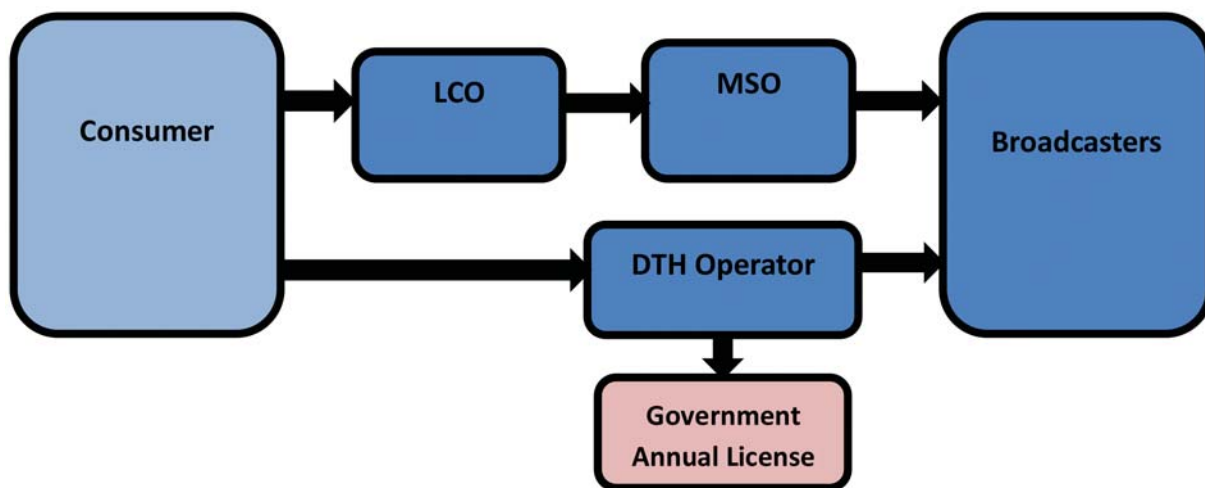 Consumer
LCO
MSO
Broadcasters
DTH Operator
Government
Annual License